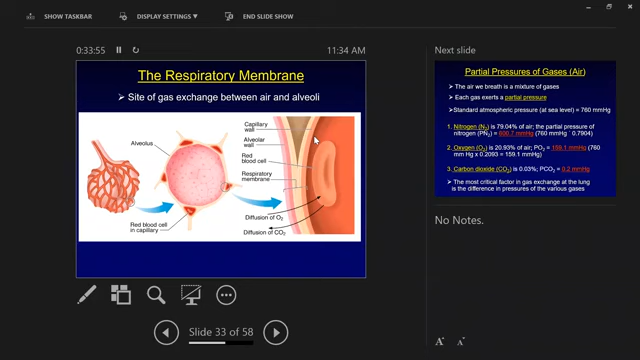 SHOW TASKBAR
DISPLAY SETTINGS ▼
END SLIDE SHOW
0:33:55
11:34 AM
The Respiratory Membrane
➤ Site of gas exchange between air and alveoli
Alveolus
Red blood cell
in capillary
Capillary
wall
Alveolar
wall
Red
blood cell
Respiratory
membrane
Diffusion of O₂
Diffusion of CO₂
Slide 33 of 58
Next slide
Partial Pressures of Gases (Air)
➤ The air we breath is a mixture of gases
➤ Each gas exerts a partial pressure
➤ Standard atmospheric pressure (at sea level) = 760 mmHg
1. Nitrogen (N₂) is 79.04% of air; the partial pressure of
nitrogen (PN₂) = 600.7 mmHg (760 mmHg ˙ 0.7904)
2. Oxygen (O₂) is 20.93% of air; PO₂ = 159.1 mmHg (760
mm Hg x 0.2093 = 159.1 mmHg)
3. Carbon dioxide (CO₂) is 0.03%; PCO₂ = 0.2 mmHg
➤ The most critical factor in gas exchange at the lung
is the difference in pressures of the various gases
No Notes.
A A